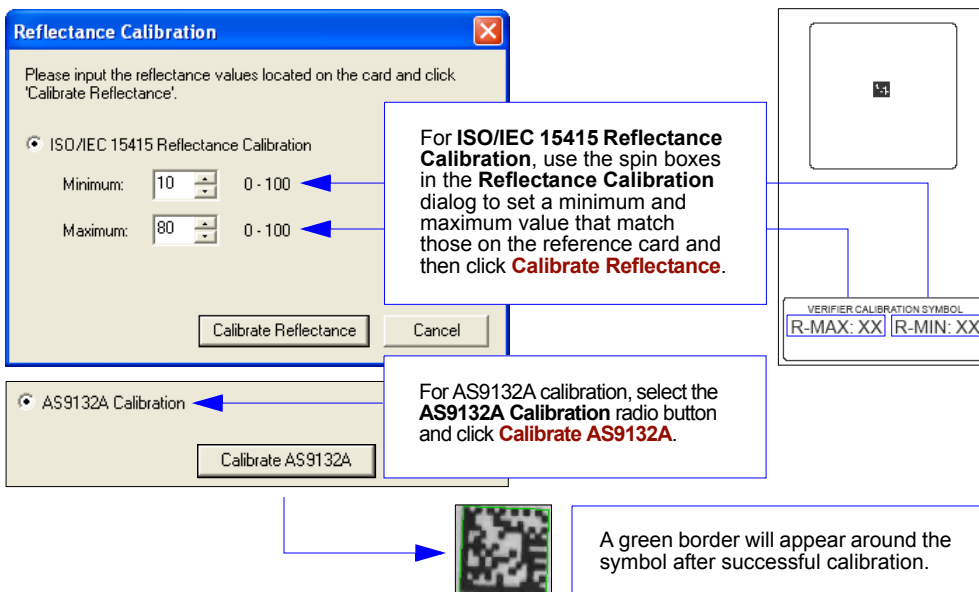 Reflectance Calibration
Please input the reflectance values located on the card and click
'Calibrate Reflectance'.
ISO/IEC 15415 Reflectance Calibration
Minimum: 10 0 - 100
Maximum: 80 0 - 100
Calibrate Reflectance Cancel
For ISO/IEC 15415 Reflectance
Calibration, use the spin boxes
in the Reflectance Calibration
dialog to set a minimum and
maximum value that match
those on the reference card and
then click Calibrate Reflectance.
VERIFIER CALIBRATION SYMBOL
R-MAX: XX R-MIN: XX
AS9132A Calibration
Calibrate AS9132A
For AS9132A calibration, select the
AS9132A Calibration radio button
and click Calibrate AS9132A.
A green border will appear around the
symbol after successful calibration.